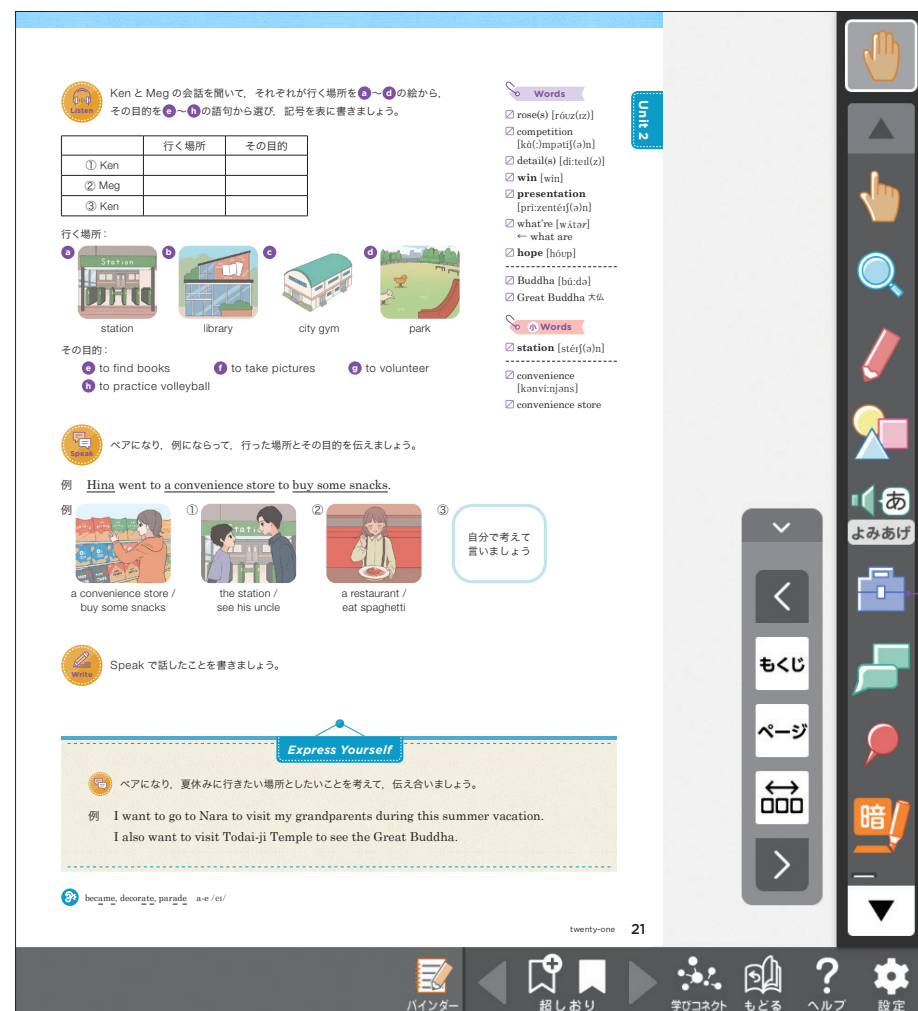 Listen
Ken と Meg の会話を聞いて，それぞれが行く場所をa～dの絵から，
その目的をe～hの語句から選び，記号を表に書きましょう。
行く場所 その目的
① Ken
② Meg
③ Ken
行く場所：
a b c d
Station
station library city gym park
その目的：
e to find books f to take pictures g to volunteer
h to practice volleyball
Words
rose(s) [róuz(ɪz)]
competition
[kà(ː)mpətíʃ(ə)n]
detail(s) [díːteɪl(z)]
win [wín]
presentation
[prìːzentéɪʃ(ə)n]
what're [wʌ́tər]
← what are
hope [hóup]
Buddha [búːdə]
Great Buddha 大仏
小 Words
station [stéɪʃ(ə)n]
convenience
[kənvíːnjəns]
convenience store
Unit 2
Speak
ペアになり，例にならって，行った場所とその目的を伝えましょう。
例 Hina went to a convenience store to buy some snacks.
例 ① ② ③
自分で考えて
言いましょう
a convenience store / the station / a restaurant /
buy some snacks see his uncle eat spaghetti
Write
Speak で話したことを書きましょう。
Express Yourself
ペアになり，夏休みに行きたい場所としたいことを考えて，伝え合いましょう。
例 I want to go to Nara to visit my grandparents during this summer vacation.
I also want to visit Todai-ji Temple to see the Great Buddha.
became, decorate, parade a-e /eɪ/
twenty-one 21
あ
よみあげ
もくじ
ページ
暗
バインダー 超しおり 学びコネクト もどる ヘルプ 設定